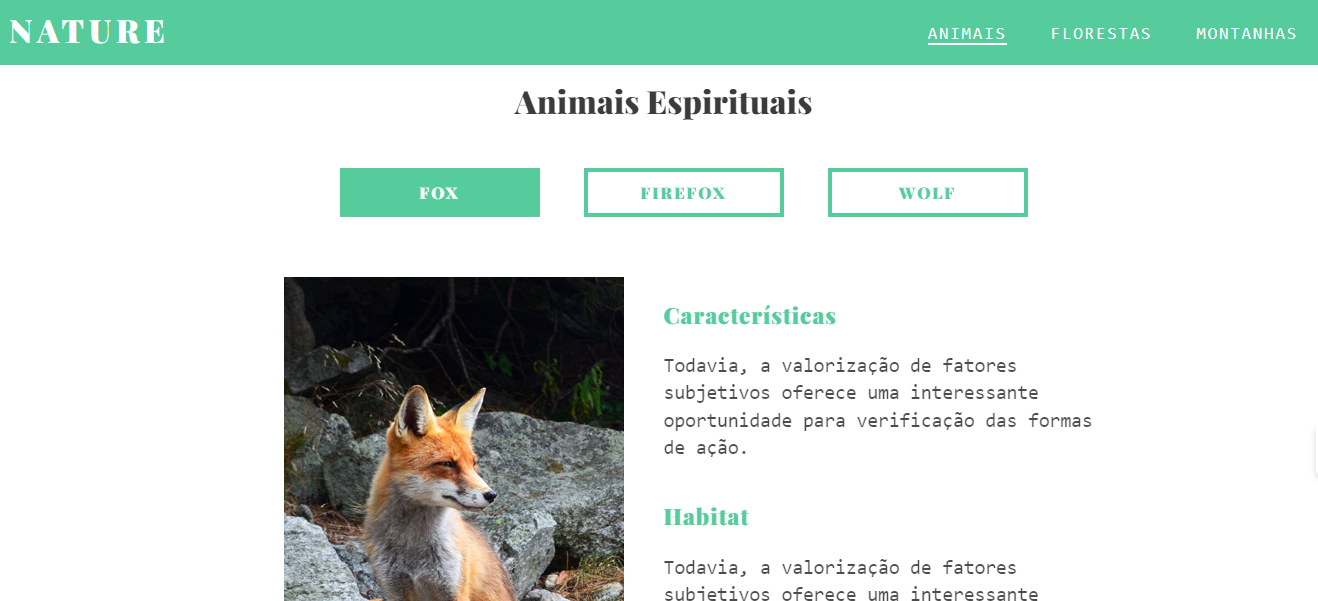 NATURE
ANIMAIS FLORESTAS MONTANHAS
Animais Espirituais
FOX FIREFOX WOLF
Características
Todavia, a valorização de fatores
subjetivos oferece uma interessante
oportunidade para verificação das formas
de ação.
Habitat
Todavia, a valorização de fatores
subjetivos oferece uma interessante